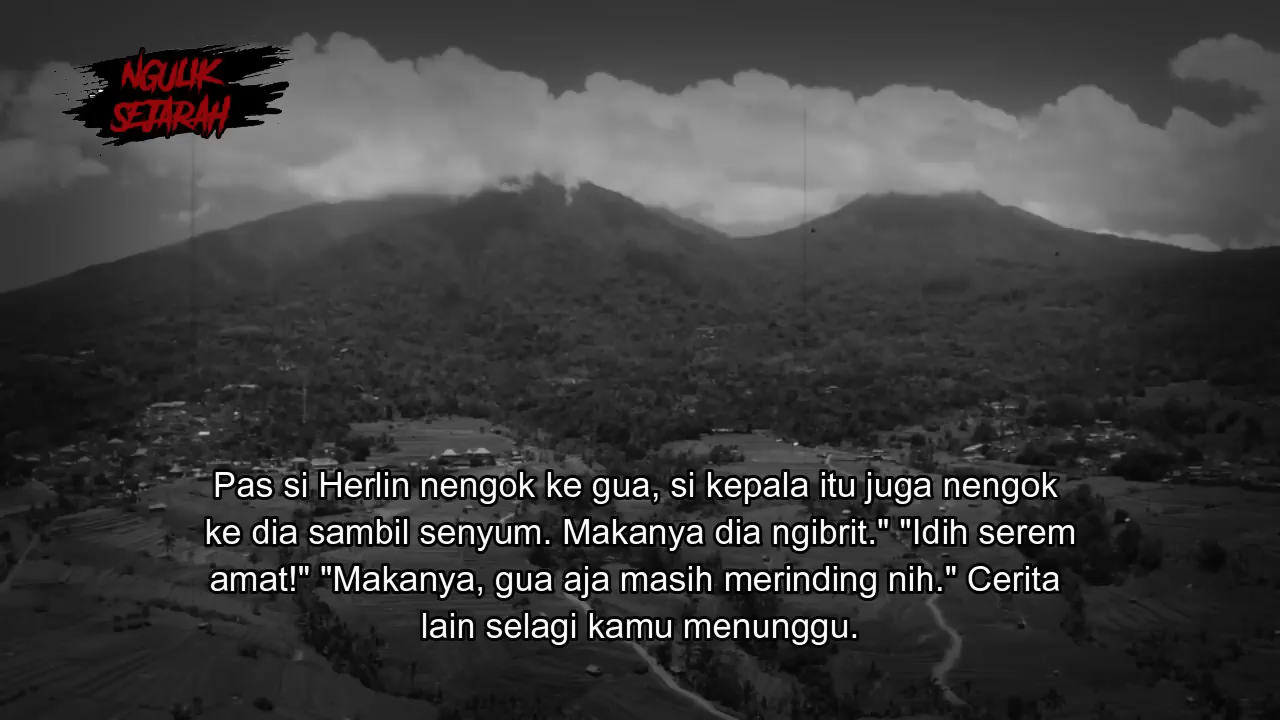 NGULIK
SEJARAH
Pas si Herlin nengok ke gua, si kepala itu juga nengok
ke dia sambil senyum. Makanya dia ngibrit." "Idih serem
amat!" "Makanya, gua aja masih merinding nih." Cerita
lain selagi kamu menunggu.